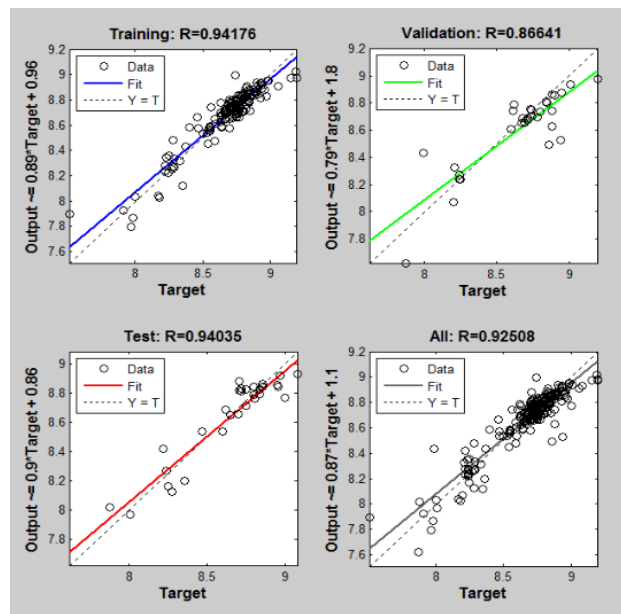 Training: R=0.94176
Output ~= 0.89*Target + 0.96
9.2
9
8.8
8.6
8.4
8.2
8
7.8
7.6
Data
Fit
Y = T
8
8.5
9
Target
Validation: R=0.86641
Output ~= 0.79*Target + 1.8
9.2
9
8.8
8.6
8.4
8.2
8
7.8
Data
Fit
Y = T
8
8.5
9
Target
Test: R=0.94035
Output ~= 0.9*Target + 0.86
9
8.8
8.6
8.4
8.2
8
7.8
Data
Fit
Y = T
8
8.5
9
Target
All: R=0.92508
Output ~= 0.87*Target + 1.1
9.2
9
8.8
8.6
8.4
8.2
8
7.8
7.6
Data
Fit
Y = T
8
8.5
9
Target